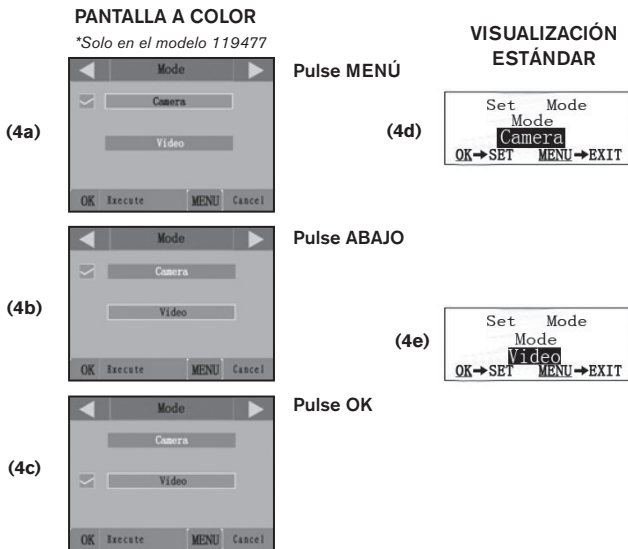 PANTALLA A COLOR
*Solo en el modelo 119477
VISUALIZACIÓN
ESTÁNDAR
(4a)
Mode
Camera
Video
OK Execute MENU Cancel
Pulse MENÚ
(4d)
Set Mode
Mode
Camera
OK→SET MENU→EXIT
(4b)
Mode
Camera
Video
OK Execute MENU Cancel
Pulse ABAJO
(4e)
Set Mode
Mode
Video
OK→SET MENU→EXIT
(4c)
Mode
Camera
Video
OK Execute MENU Cancel
Pulse OK